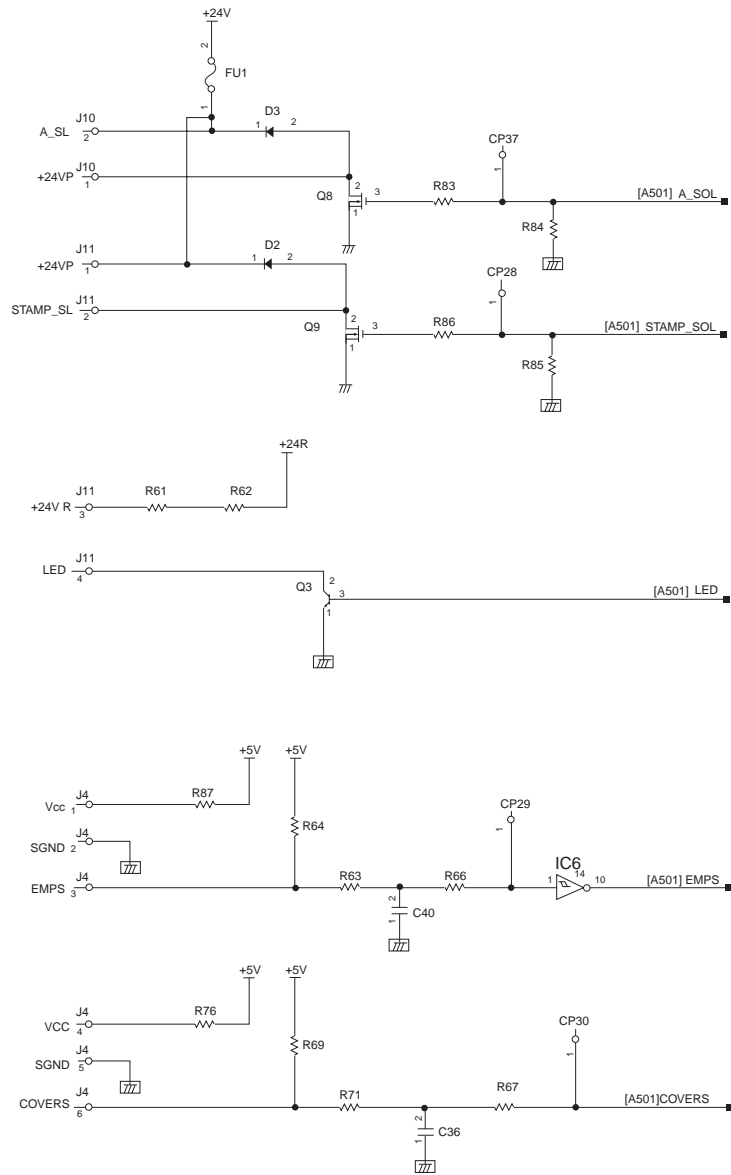 +24V
2
FU1
1
J10
A_SL
2
1
D3
2
CP37
1
J10
+24VP
1
2
Q8
3
1
R83
[A501] A_SOL
R84
J11
+24VP
1
1
D2
2
CP28
1
J11
STAMP_SL
2
2
Q9
3
1
R86
[A501] STAMP_SOL
R85
+24R
J11
+24V R
3
R61
R62
J11
LED
4
Q3
2
3
1
[A501] LED
+5V
+5V
J4
Vcc 1
R87
R64
CP29
1
J4
SGND 2
J4
EMPS 3
R63
R66
IC6
1
14
10
[A501] EMPS
2
1
C40
+5V
+5V
J4
VCC 4
R76
R69
CP30
1
J4
SGND 5
J4
COVERS 6
R71
R67
[A501]COVERS
2
1
C36